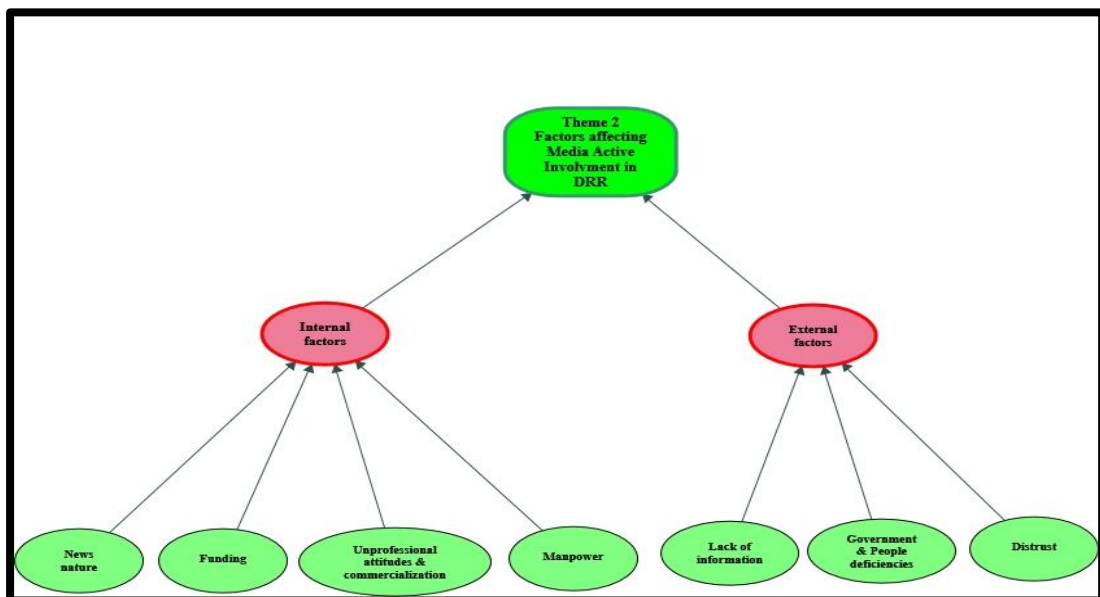 Theme 2
Factors affecting
Media Active
Involvment in
DRR
Internal
factors
External
factors
News
nature
Funding
Unprofessional
attitudes &
commercialization
Manpower
Lack of
information
Government
& People
deficiencies
Distrust